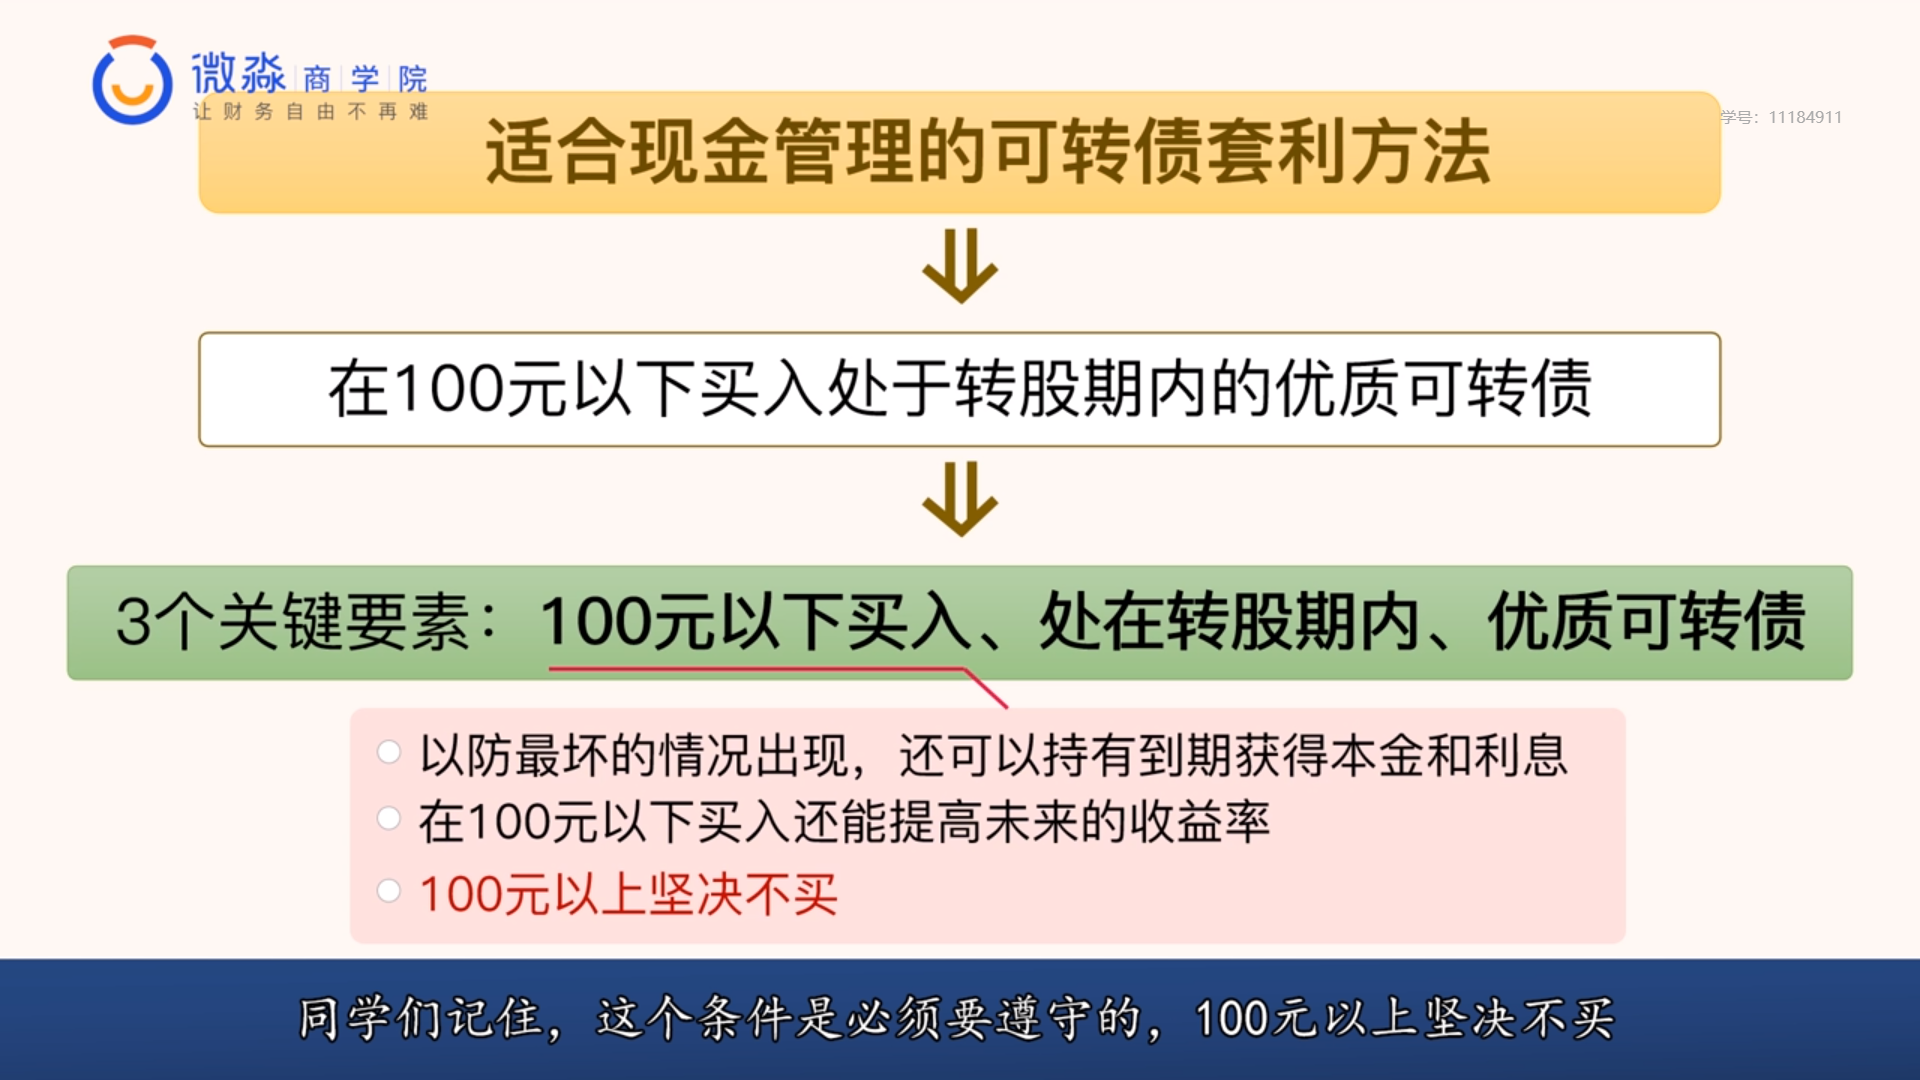 微淼商学院
让财务自由不再难
学号：11184911
适合现金管理的可转债套利方法
在100元以下买入处于转股期内的优质可转债
3个关键要素：100元以下买入、处在转股期内、优质可转债
以防最坏的情况出现，还可以持有到期获得本金和利息
在100元以下买入还能提高未来的收益率
100元以上坚决不买
同学们记住，这个条件是必须要遵守的，100元以上坚决不买